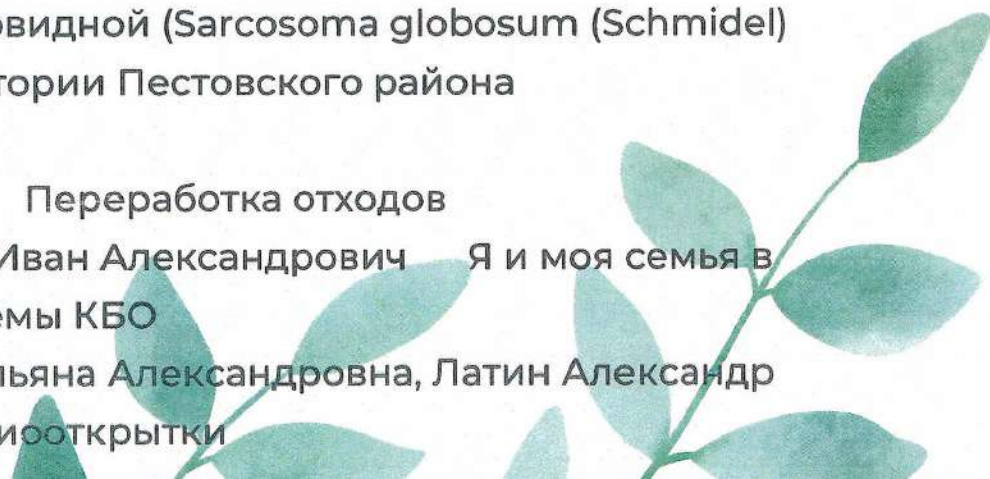 овидной (Sarcosoma globosum (Schmidel)
тории Пестовского района
Переработка отходов
Иван Александрович Я и моя семья в
емы КБО
льяна Александровна, Латин Александр
иооткрытки